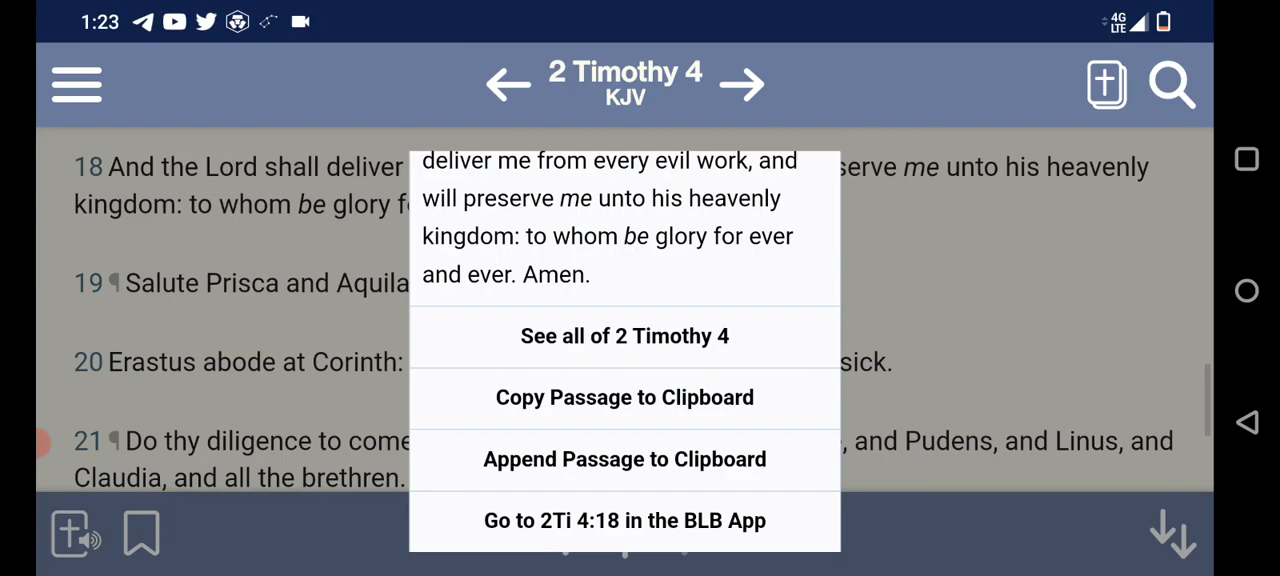 1:23
4G
LTE
2 Timothy 4
KJV
18 And the Lord shall deliver
serve me unto his heavenly
kingdom: to whom be glory f
19 ¶ Salute Prisca and Aquila
20 Erastus abode at Corinth:
sick.
21 ¶ Do thy diligence to come
, and Pudens, and Linus, and
Claudia, and all the brethren.
deliver me from every evil work, and
will preserve me unto his heavenly
kingdom: to whom be glory for ever
and ever. Amen.
See all of 2 Timothy 4
Copy Passage to Clipboard
Append Passage to Clipboard
Go to 2Ti 4:18 in the BLB App